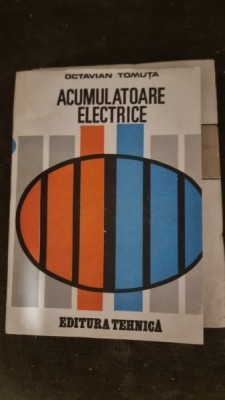 OCTAVIAN TOMUȚA
ACUMULATOARE
ELECTRICE
EDITURA TEHNICĂ